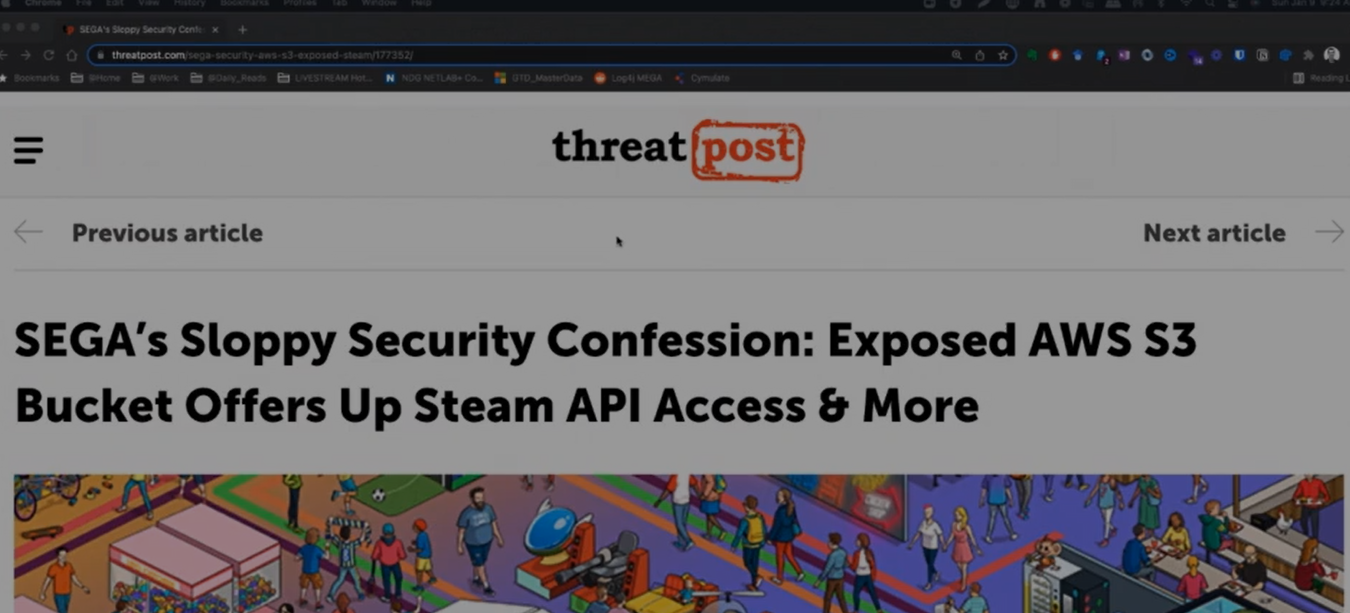 Chrome File Edit View History Bookmarks Profiles Tab Window Help
SEGA's Sloppy Security Confe
threatpost.com/sega-security-aws-s3-exposed-steam/177352/
Bookmarks @Home @Work @Daily_Reads LIVESTREAM Hot... NDG NETLAB+ Co... GTD_MasterData Log4j MEGA Cymulate Reading
threat post
Previous article Next article
SEGA's Sloppy Security Confession: Exposed AWS S3
Bucket Offers Up Steam API Access & More